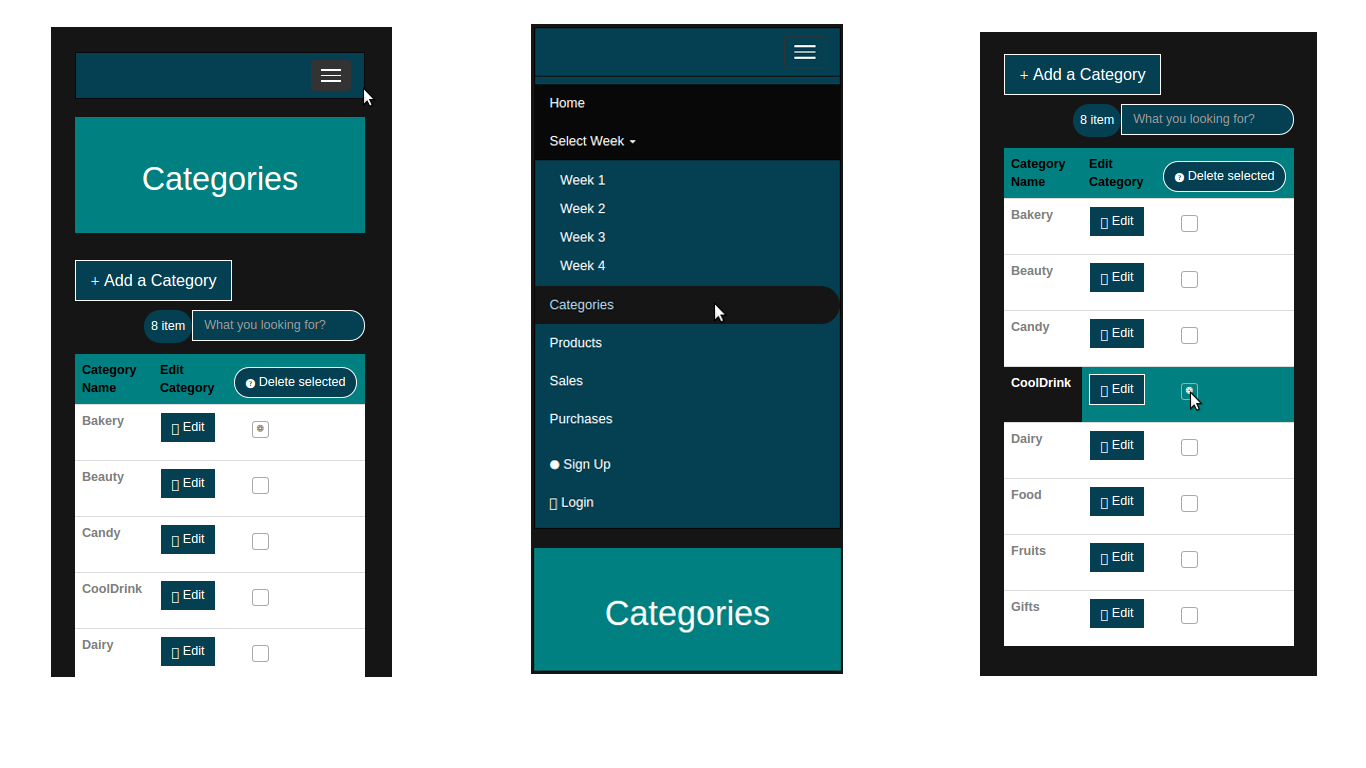 Categories
+ Add a Category
8 item What you looking for?
Category Name Edit Category Delete selected
Bakery Edit
Beauty Edit
Candy Edit
CoolDrink Edit
Dairy Edit
Home
Select Week
Week 1
Week 2
Week 3
Week 4
Categories
Products
Sales
Purchases
Sign Up
Login
Categories
+ Add a Category
8 item What you looking for?
Category Name Edit Category Delete selected
Bakery Edit
Beauty Edit
Candy Edit
CoolDrink Edit
Dairy Edit
Food Edit
Fruits Edit
Gifts Edit